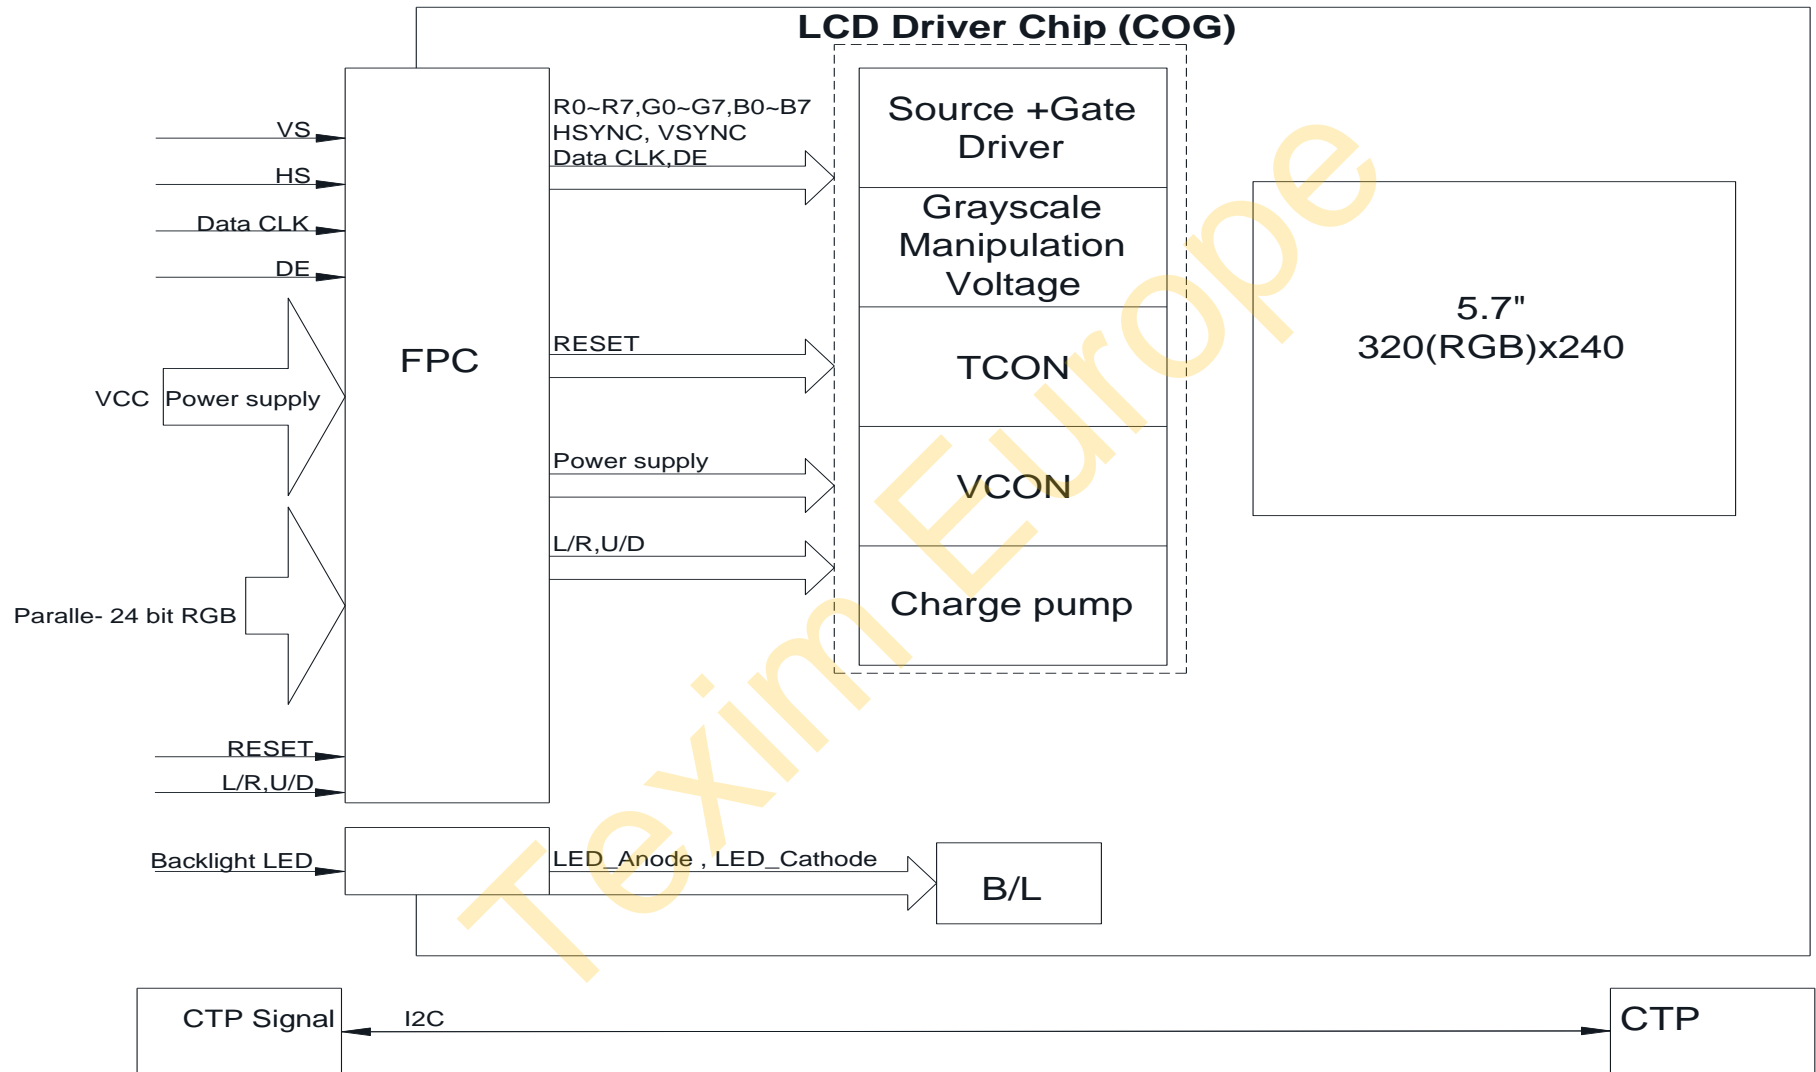 LCD Driver Chip (COG)
VS
HS
Data CLK
DE
VCC
Power supply
Paralle- 24 bit RGB
RESET
L/R,U/D
Backlight LED
FPC
R0~R7,G0~G7,B0~B7
HSYNC, VSYNC
Data CLK,DE
RESET
Power supply
L/R,U/D
LED_Anode , LED_Cathode
Source +Gate
Driver
Grayscale
Manipulation
Voltage
TCON
VCON
Charge pump
B/L
5.7"
320(RGB)x240
CTP Signal
I2C
CTP
Texim Europe